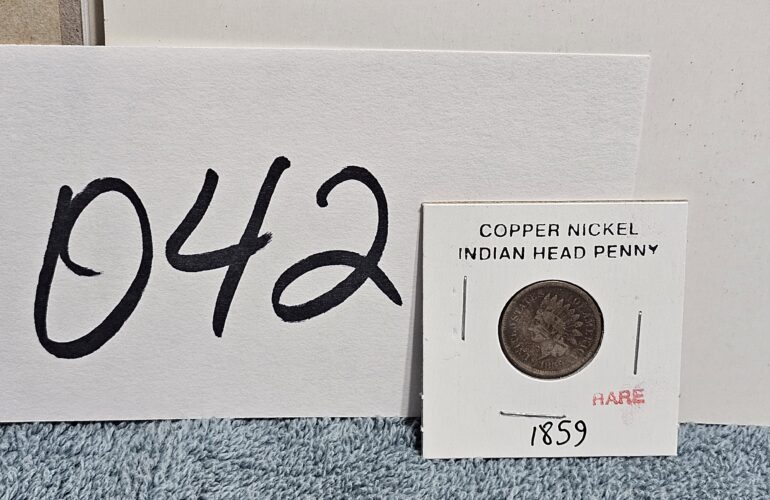 042
COPPER NICKEL
INDIAN HEAD PENNY
RARE
1859